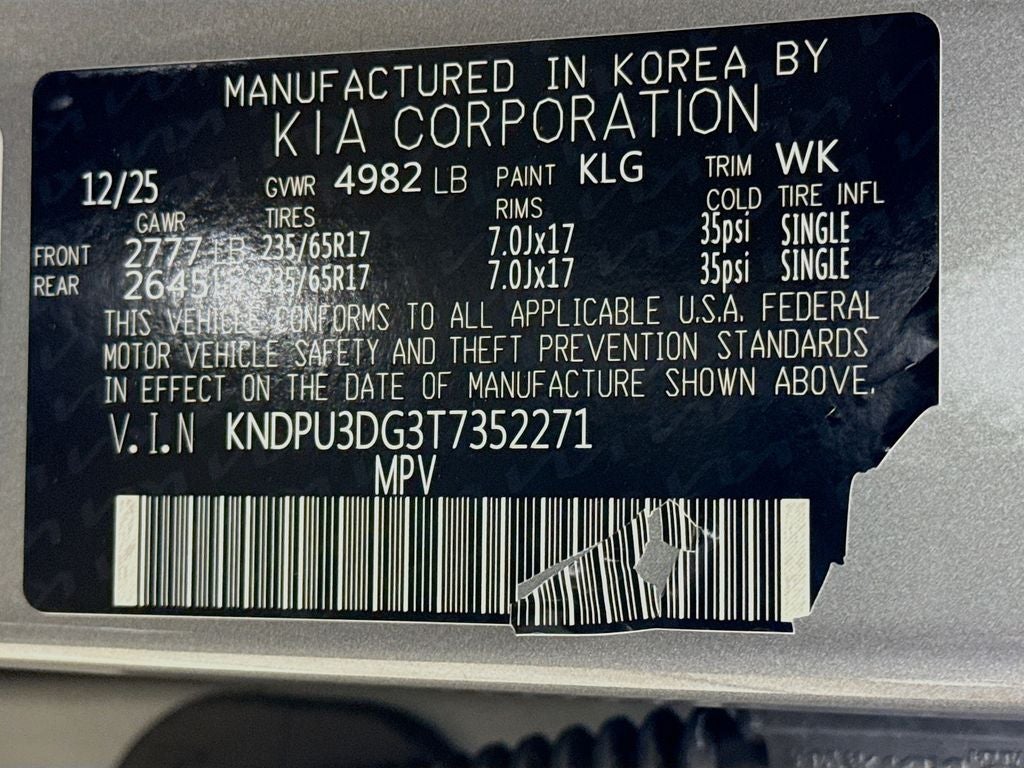 MANUFACTURED IN KOREA BY
KIA CORPORATION
12/25 GVWR 4982 LB PAINT KLG TRIM WK
GAWR TIRES RIMS COLD TIRE INFL
FRONT 2777 LB 235/65R17 7.0Jx17 35psi SINGLE
REAR 2645 LB 235/65R17 7.0Jx17 35psi SINGLE
THIS VEHICLE CONFORMS TO ALL APPLICABLE U.S.A. FEDERAL
MOTOR VEHICLE SAFETY AND THEFT PREVENTION STANDARDS
IN EFFECT ON THE DATE OF MANUFACTURE SHOWN ABOVE.
V.I.N KNDPU3DG3T7352271
MPV